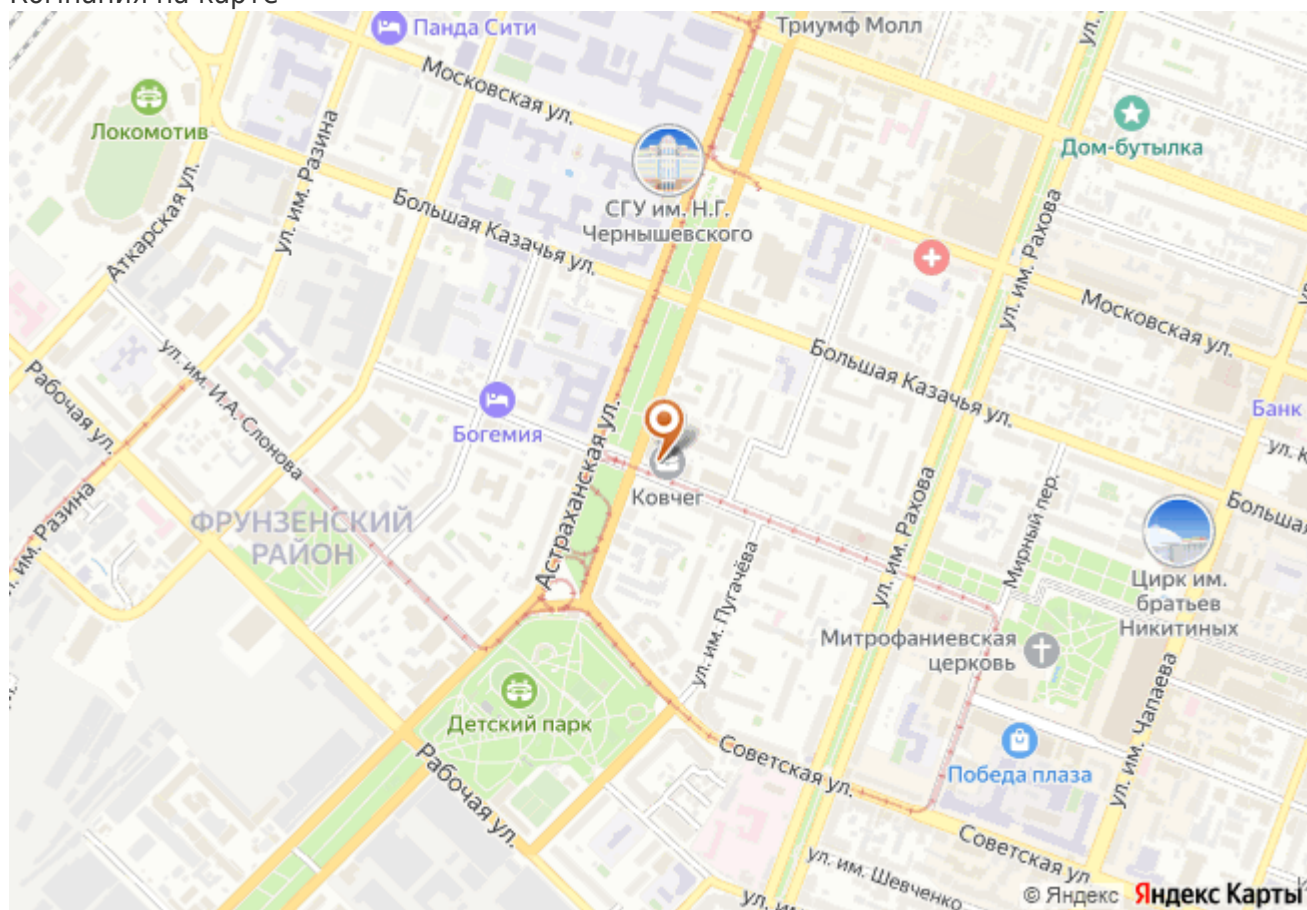 Компания на карте
Панда Сити
Триумф Молл
Московская ул.
Локомотив
Дом-бутылка
СГУ им. Н.Г.
Чернышевского
ул. им. Разина
Аткарская ул.
Большая Казачья ул.
ул. им. Рахова
Московская ул.
ул. им. И.А. Слонова
Рабочая ул.
Большая Казачья ул.
Богемия
Банк
Астраханская ул.
Ковчег
ул. им. Рахова
Мирный пер.
ФРУНЗЕНСКИЙ
РАЙОН
им. Разина
ул. им. Пугачёва
Цирк им.
братьев
Никитиных
Митрофаниевская
церковь
Детский парк
ул. им. Чапаева
Советская ул.
Победа плаза
Рабочая ул.
Советская ул
ул. им. Шевченко
© Яндекс Яндекс Карты